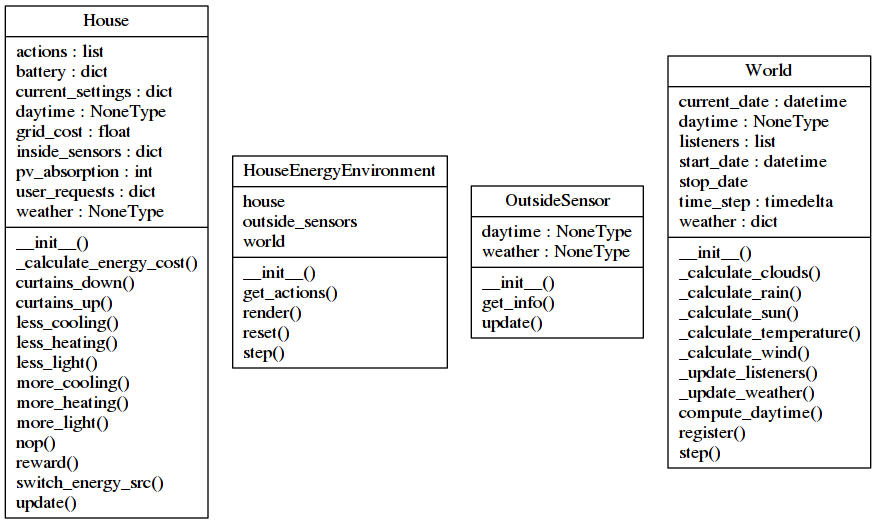 House
actions : list
battery : dict
current_settings : dict
daytime : NoneType
grid_cost : float
inside_sensors : dict
pv_absorption : int
user_requests : dict
weather : NoneType
__init__()
_calculate_energy_cost()
curtains_down()
curtains_up()
less_cooling()
less_heating()
less_light()
more_cooling()
more_heating()
more_light()
nop()
reward()
switch_energy_src()
update()
HouseEnergyEnvironment
house
outside_sensors
world
__init__()
get_actions()
render()
reset()
step()
OutsideSensor
daytime : NoneType
weather : NoneType
__init__()
get_info()
update()
World
current_date : datetime
daytime : NoneType
listeners : list
start_date : datetime
stop_date
time_step : timedelta
weather : dict
__init__()
_calculate_clouds()
_calculate_rain()
_calculate_sun()
_calculate_temperature()
_calculate_wind()
_update_listeners()
_update_weather()
compute_daytime()
register()
step()